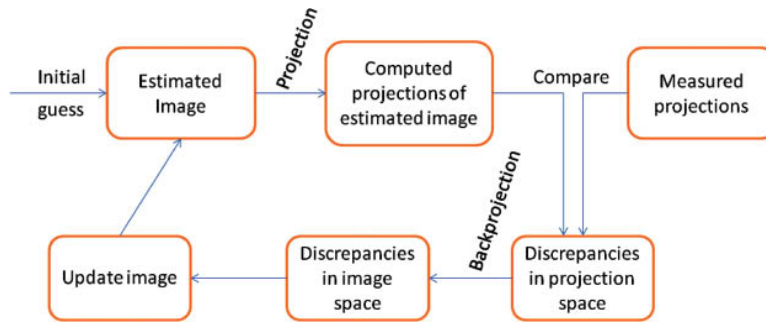 Initial
guess
Estimated
Image
Projection
Computed
projections of
estimated image
Compare
Measured
projections
Update image
Discrepancies
in image
space
Backprojection
Discrepancies
in projection
space